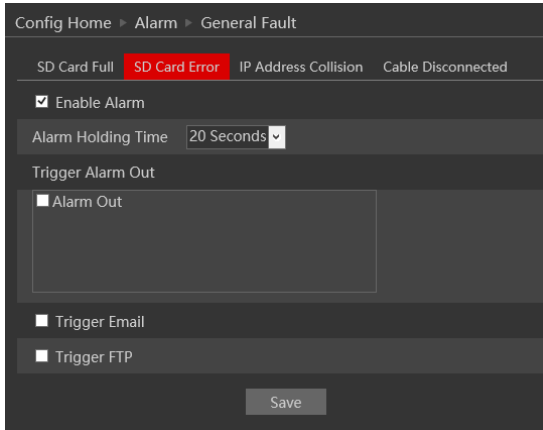 Config Home ▶ Alarm ▶ General Fault
SD Card Full SD Card Error IP Address Collision Cable Disconnected
Enable Alarm
Alarm Holding Time 20 Seconds
Trigger Alarm Out
Alarm Out
Trigger Email
Trigger FTP
Save